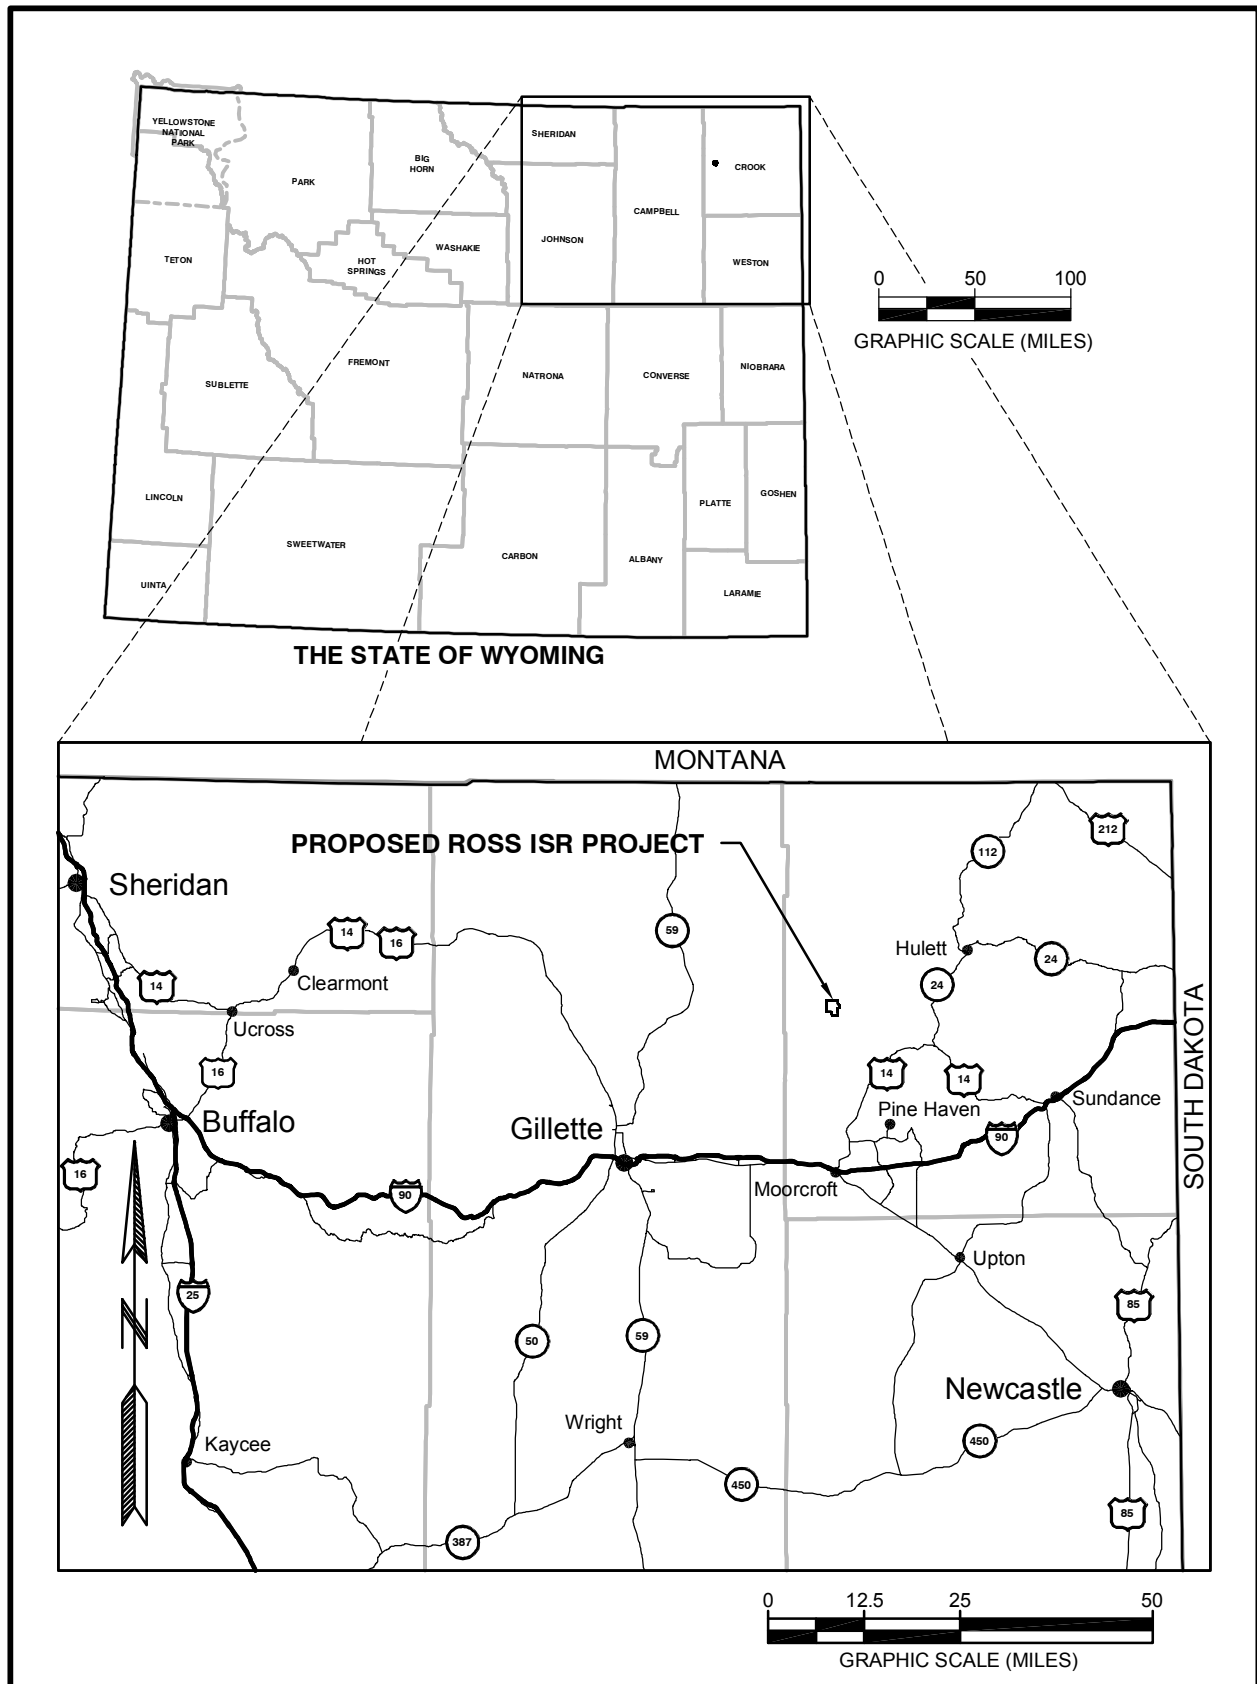 YELLOWSTONE
NATIONAL
PARK
SHERIDAN
BIG
HORN
CROOK
PARK
CAMPBELL
JOHNSON
WASHAKIE
TETON
HOT
SPRINGS
WESTON
0 50 100
GRAPHIC SCALE (MILES)
FREMONT
NIOBRARA
NATRONA
CONVERSE
SUBLETTE
LINCOLN
PLATTE
GOSHEN
SWEETWATER
CARBON
ALBANY
UINTA
LARAMIE
THE STATE OF WYOMING
MONTANA
212
PROPOSED ROSS ISR PROJECT
112
Sheridan
14
16
59
Hulett
24
Clearmont
14
24
Ucross
SOUTH DAKOTA
16
14
14
Sundance
Pine Haven
Buffalo
Gillette
90
16
Moorcroft
90
Upton
25
85
50
59
Newcastle
Wright
Kaycee
450
450
85
387
N
0 12.5 25 50
GRAPHIC SCALE (MILES)